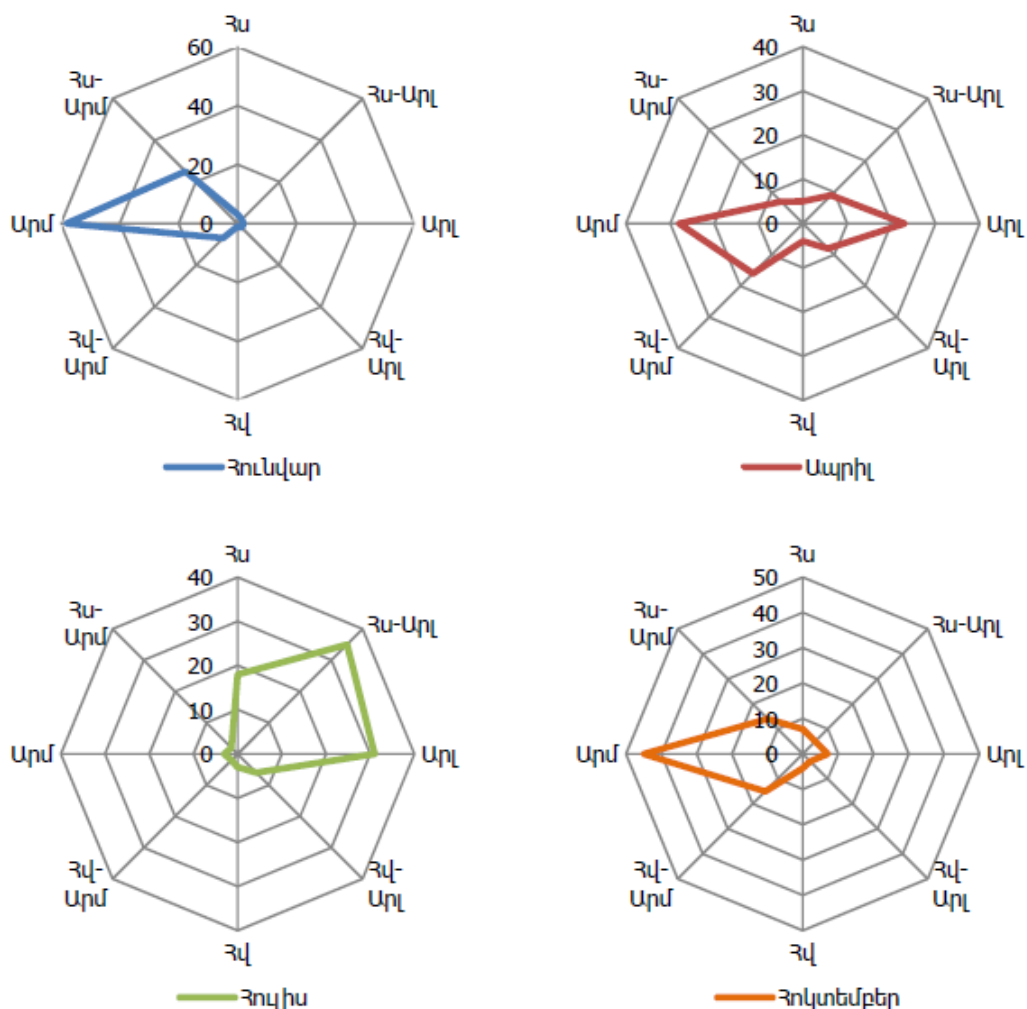 Հս
60
Հս-
Արմ
Հս-Արլ
40
20
Արմ
0
Արլ
Հվ-
Արմ
Հվ-
Արլ
Հվ
Հունվար
Հս
40
Հս-
Արմ
Հս-Արլ
30
20
10
Արմ
0
Արլ
Հվ-
Արմ
Հվ-
Արլ
Հվ
Ապրիլ
Հս
40
Հս-
Արմ
Հս-Արլ
30
20
10
Արմ
0
Արլ
Հվ-
Արմ
Հվ-
Արլ
Հվ
Հուլիս
Հս
50
Հս-
Արմ
Հս-Արլ
40
30
20
10
Արմ
0
Արլ
Հվ-
Արմ
Հվ-
Արլ
Հվ
Հոկտեմբեր